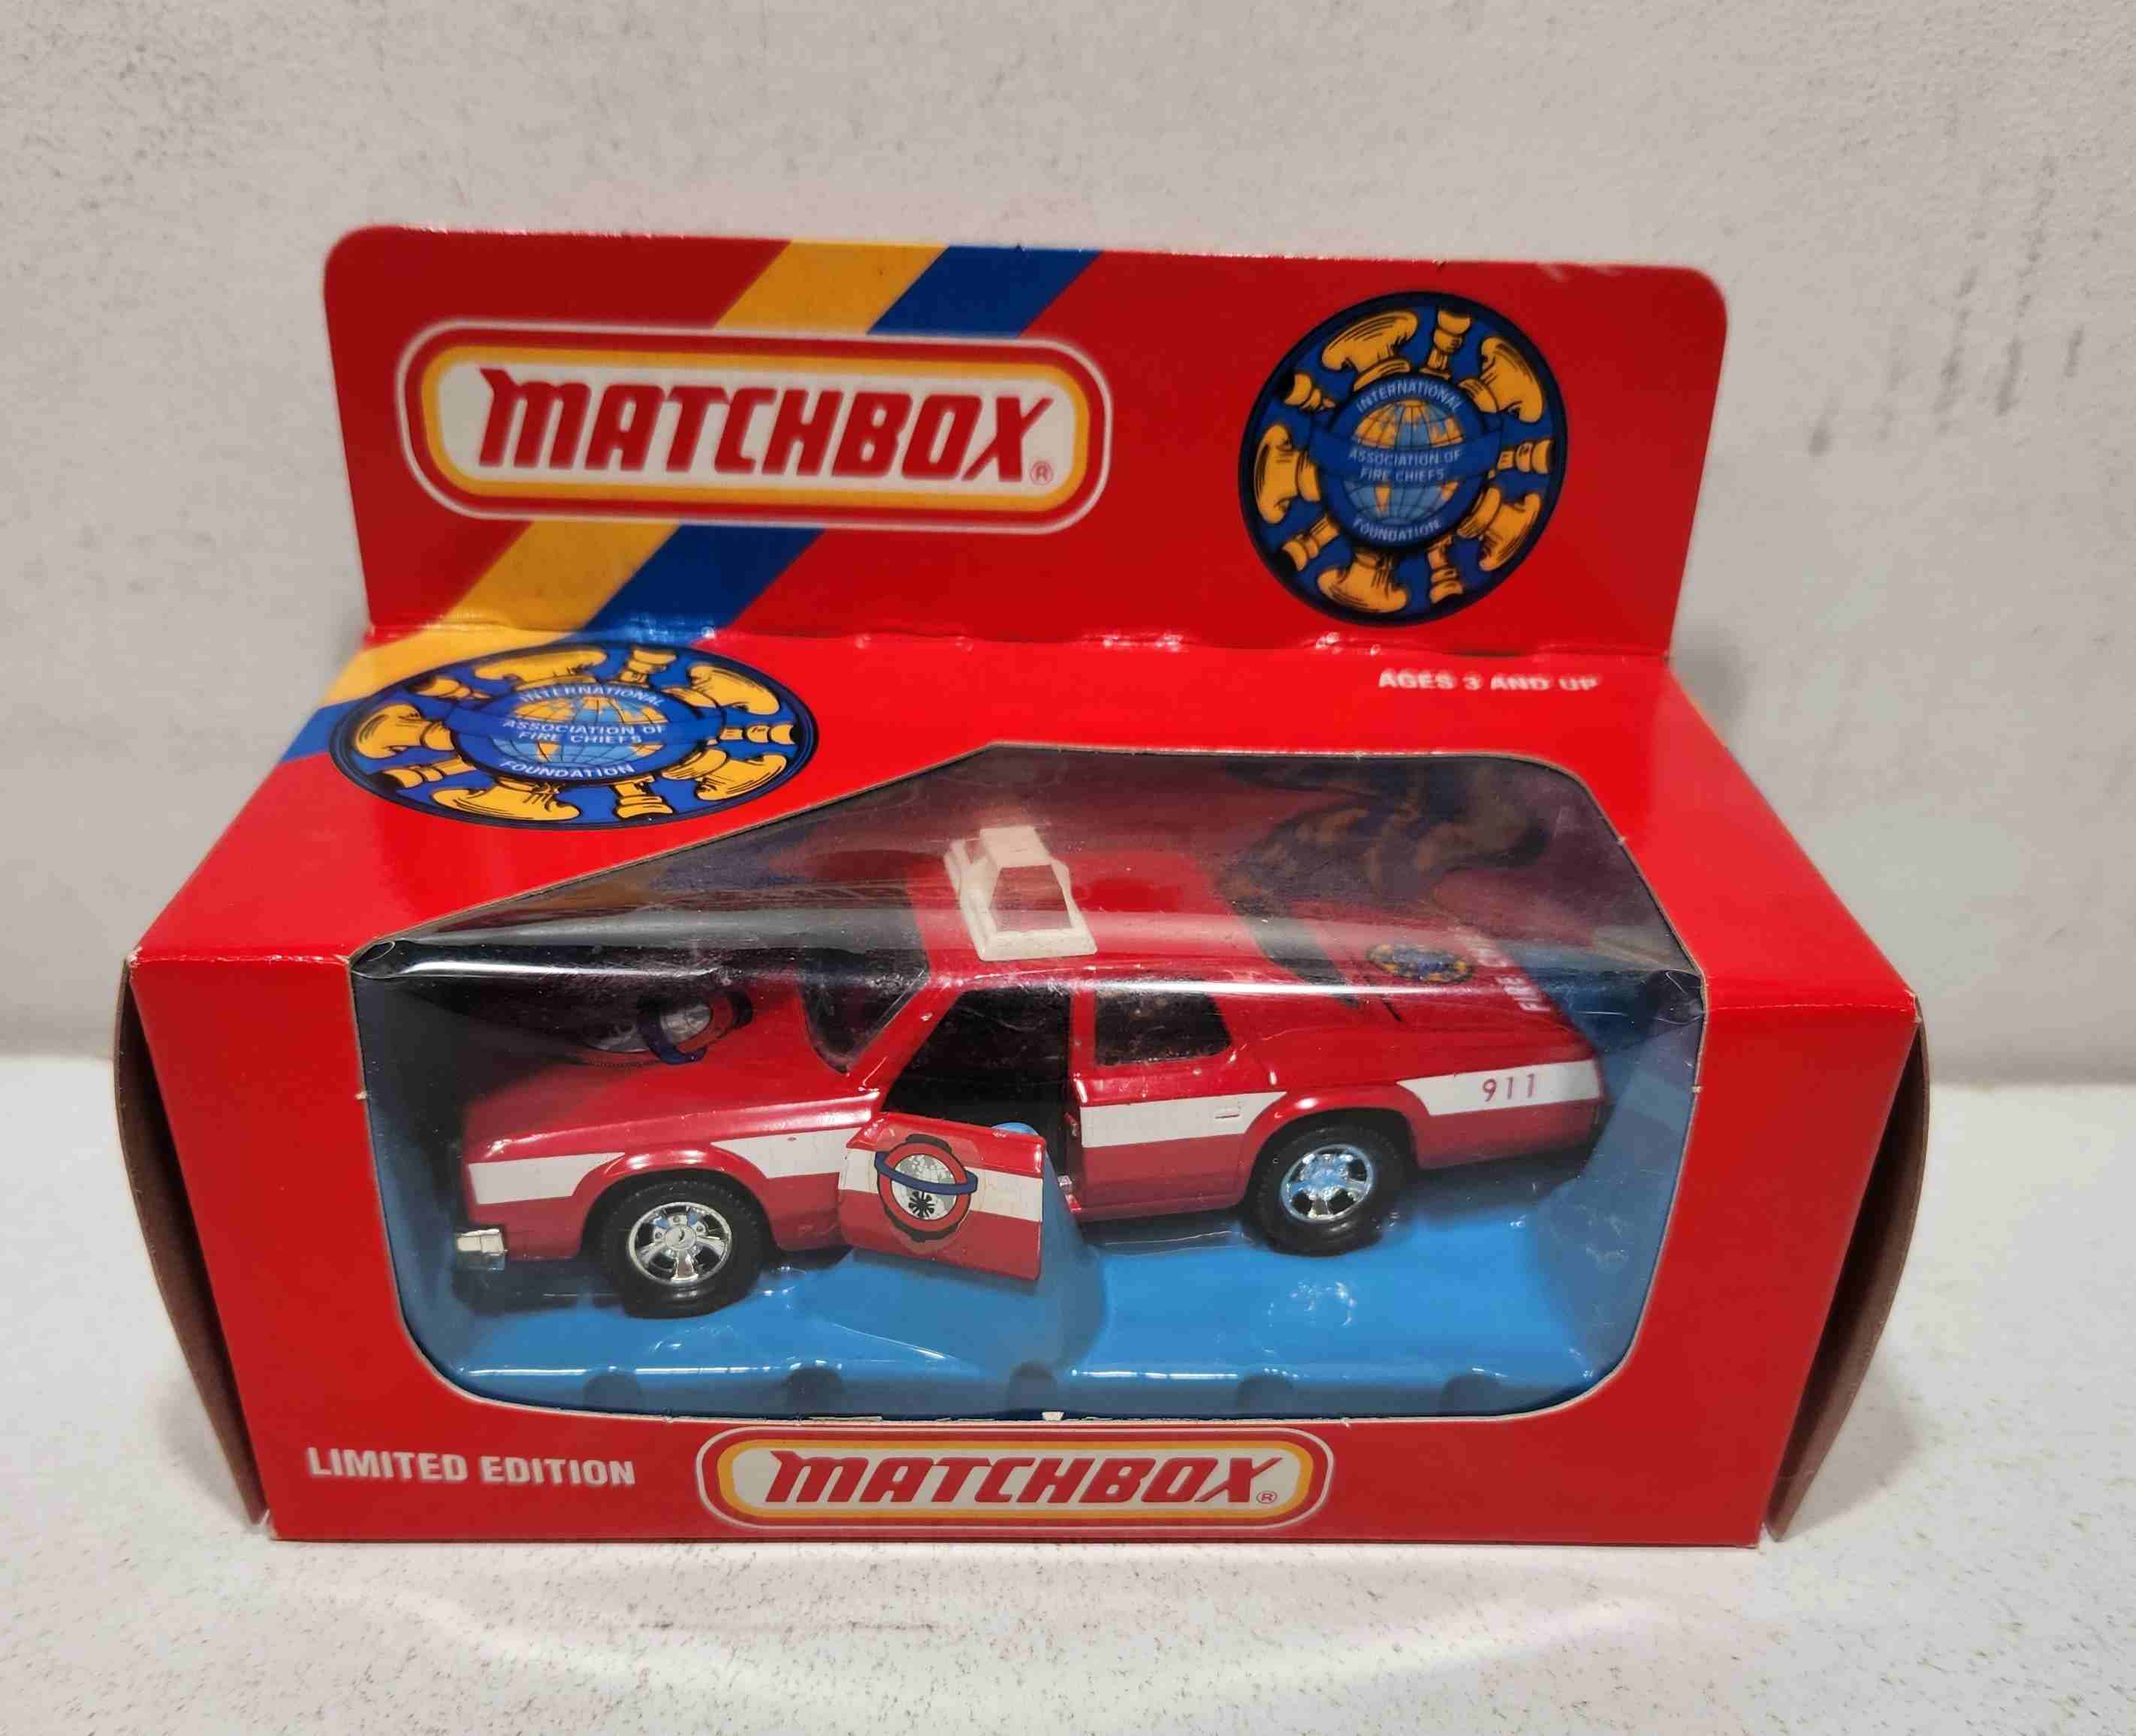 MATCHBOX®
INTERNATIONAL
ASSOCIATION OF
FIRE CHIEFS
FOUNDATION
AGES 3 AND UP
INTERNATIONAL
ASSOCIATION OF
FIRE CHIEFS
FOUNDATION
FIRE
911
LIMITED EDITION
MATCHBOX®